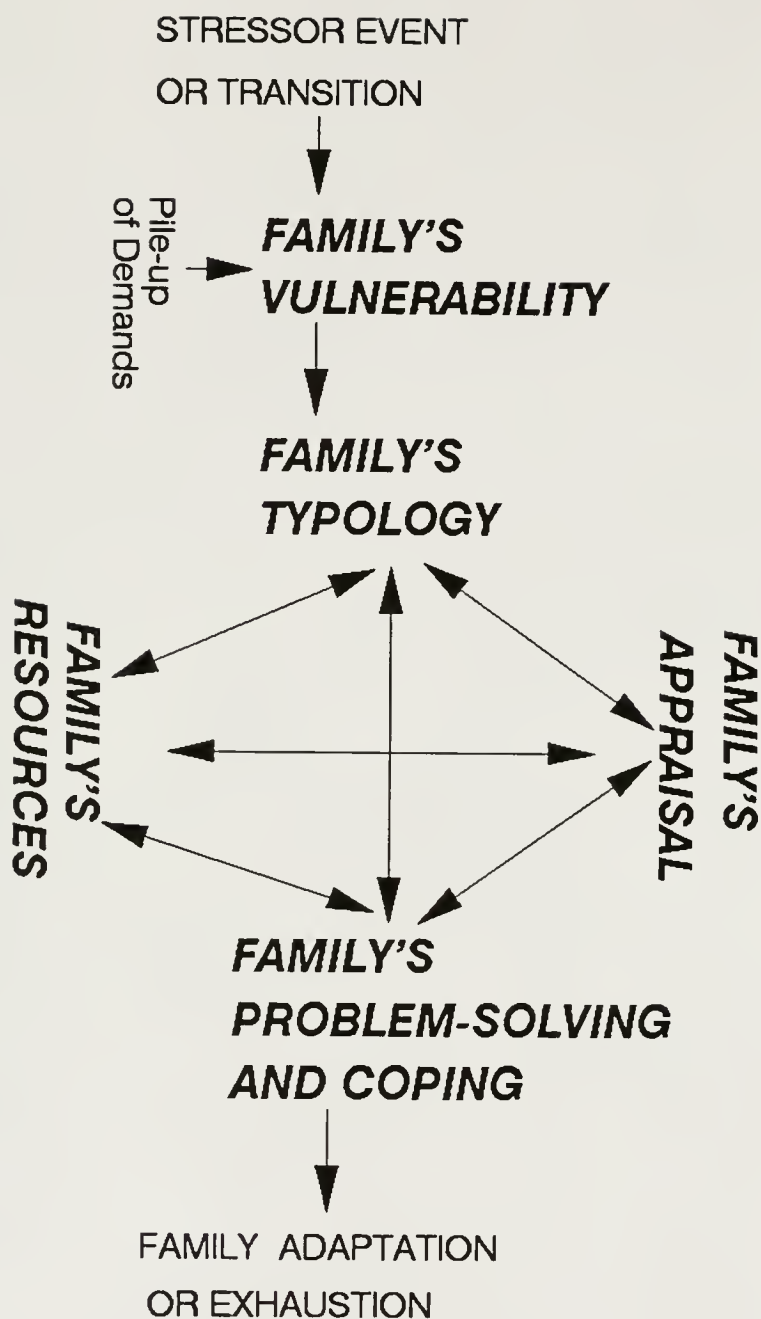 STRESSOR EVENT
OR TRANSITION
Pile-up
of Demands
FAMILY'S
VULNERABILITY
FAMILY'S
TYPOLOGY
FAMILY'S
RESOURCES
FAMILY'S
APPRAISAL
FAMILY'S
PROBLEM-SOLVING
AND COPING
FAMILY ADAPTATION
OR EXHAUSTION